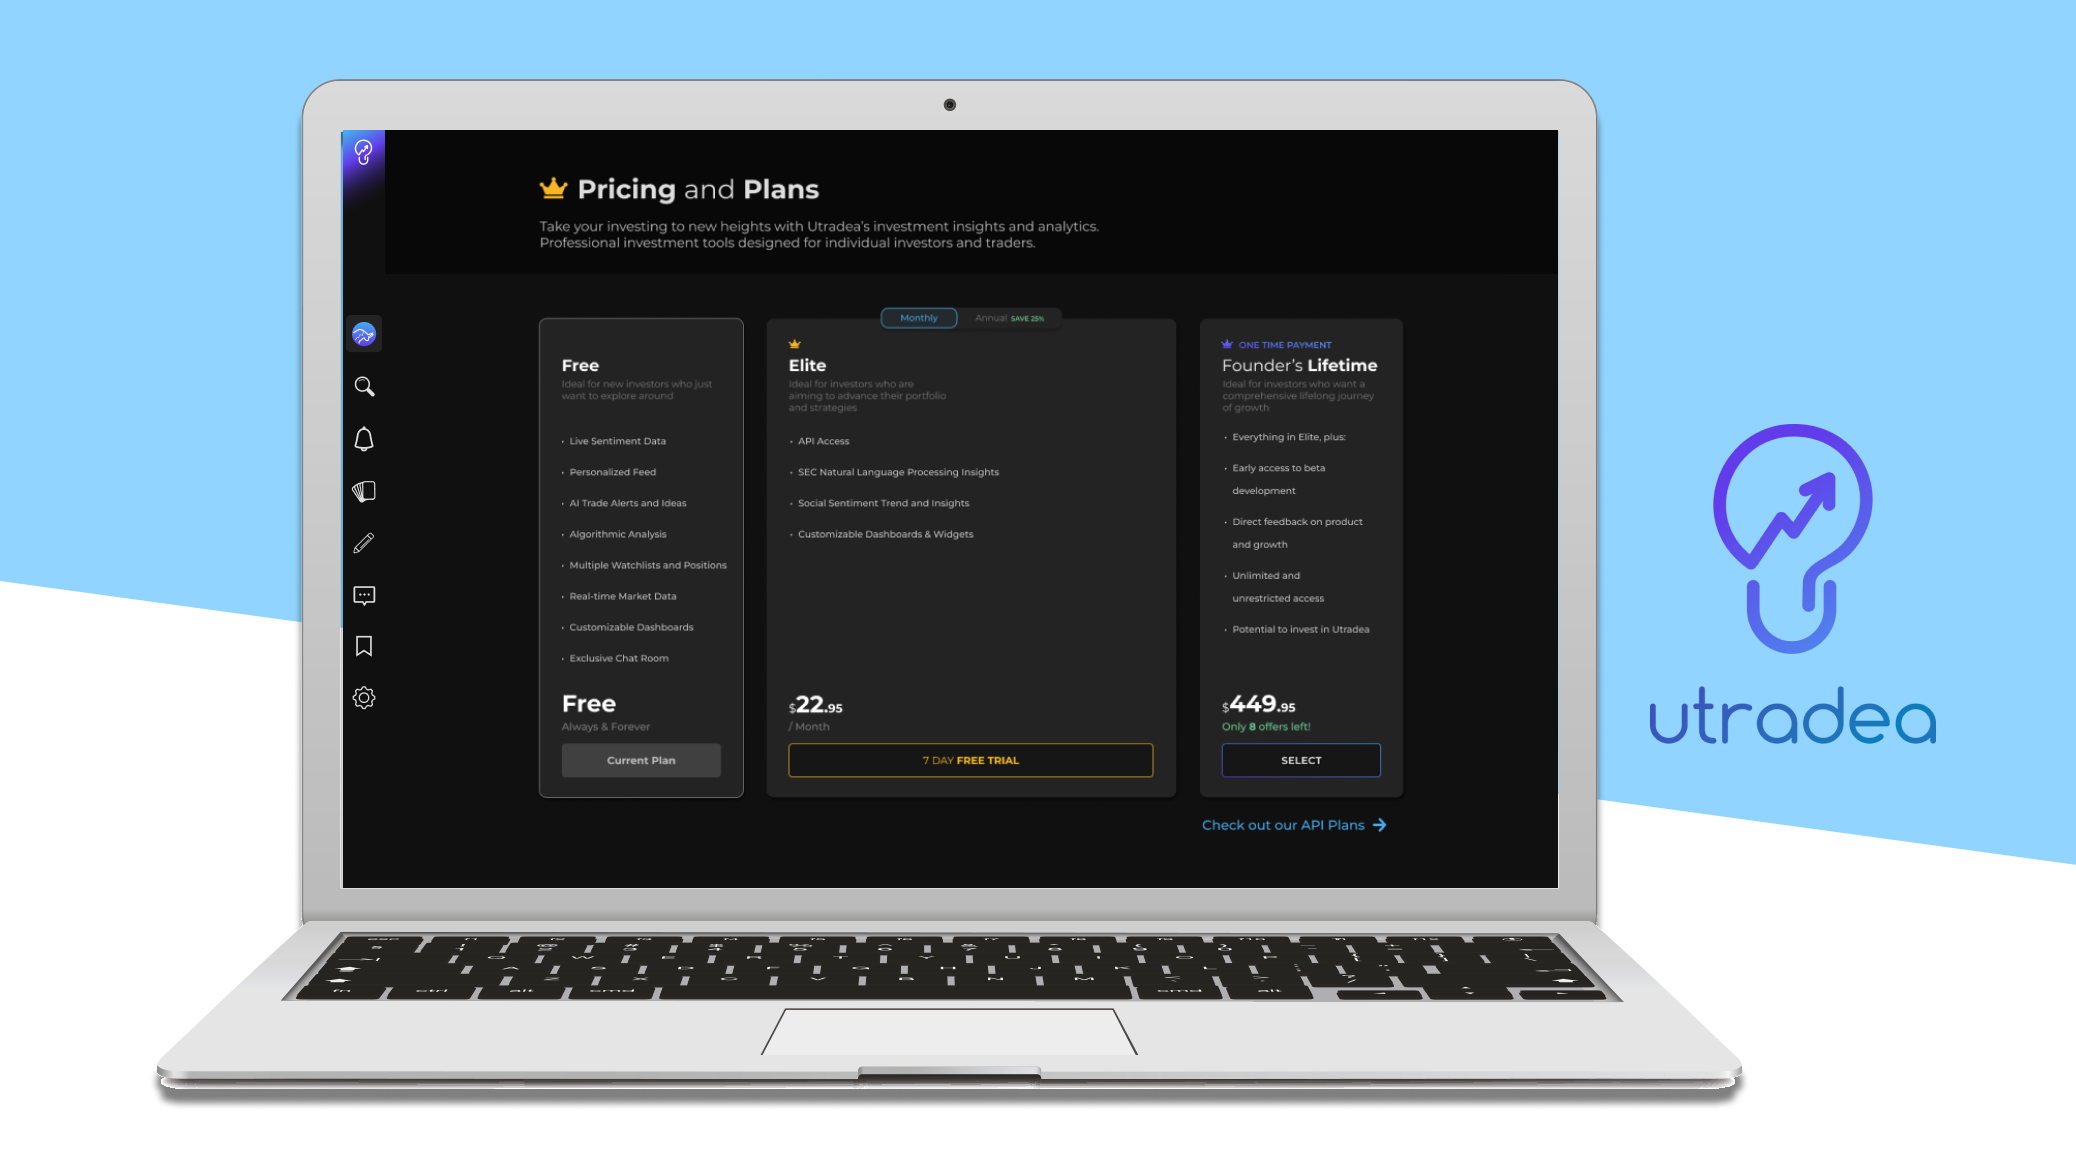 Pricing and Plans
Take your investing to new heights with Utradea's investment insights and analytics.
Professional investment tools designed for individual investors and traders.
Monthly
Annual SAVE 25%
Free
Ideal for new investors who just
want to explore around
• Live Sentiment Data
• Personalized Feed
• AI Trade Alerts and Ideas
• Algorithmic Analysis
• Multiple Watchlists and Positions
• Real-time Market Data
• Customizable Dashboards
• Exclusive Chat Room
Free
Always & Forever
Current Plan
Elite
Ideal for investors who are
aiming to advance their portfolio
and strategies
• API Access
• SEC Natural Language Processing Insights
• Social Sentiment Trend and Insights
• Customizable Dashboards & Widgets
$22.95
/ Month
7 DAY FREE TRIAL
ONE TIME PAYMENT
Founder's Lifetime
Ideal for investors who want a
comprehensive lifelong journey
of growth
• Everything in Elite, plus:
• Early access to beta
development
• Direct feedback on product
and growth
• Unlimited and
unrestricted access
• Potential to invest in Utradea
$449.95
Only 8 offers left!
SELECT
Check out our API Plans
utradea